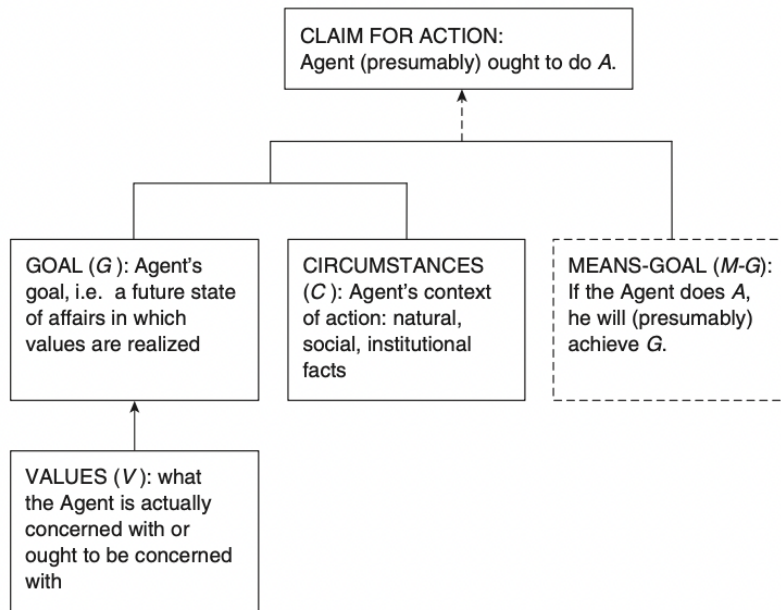 CLAIM FOR ACTION:
Agent (presumably) ought to do A.
GOAL (G ): Agent's
goal, i.e. a future state
of affairs in which
values are realized
CIRCUMSTANCES
(C ): Agent's context
of action: natural,
social, institutional
facts
MEANS-GOAL (M-G):
If the Agent does A,
he will (presumably)
achieve G.
VALUES (V ): what
the Agent is actually
concerned with or
ought to be concerned
with